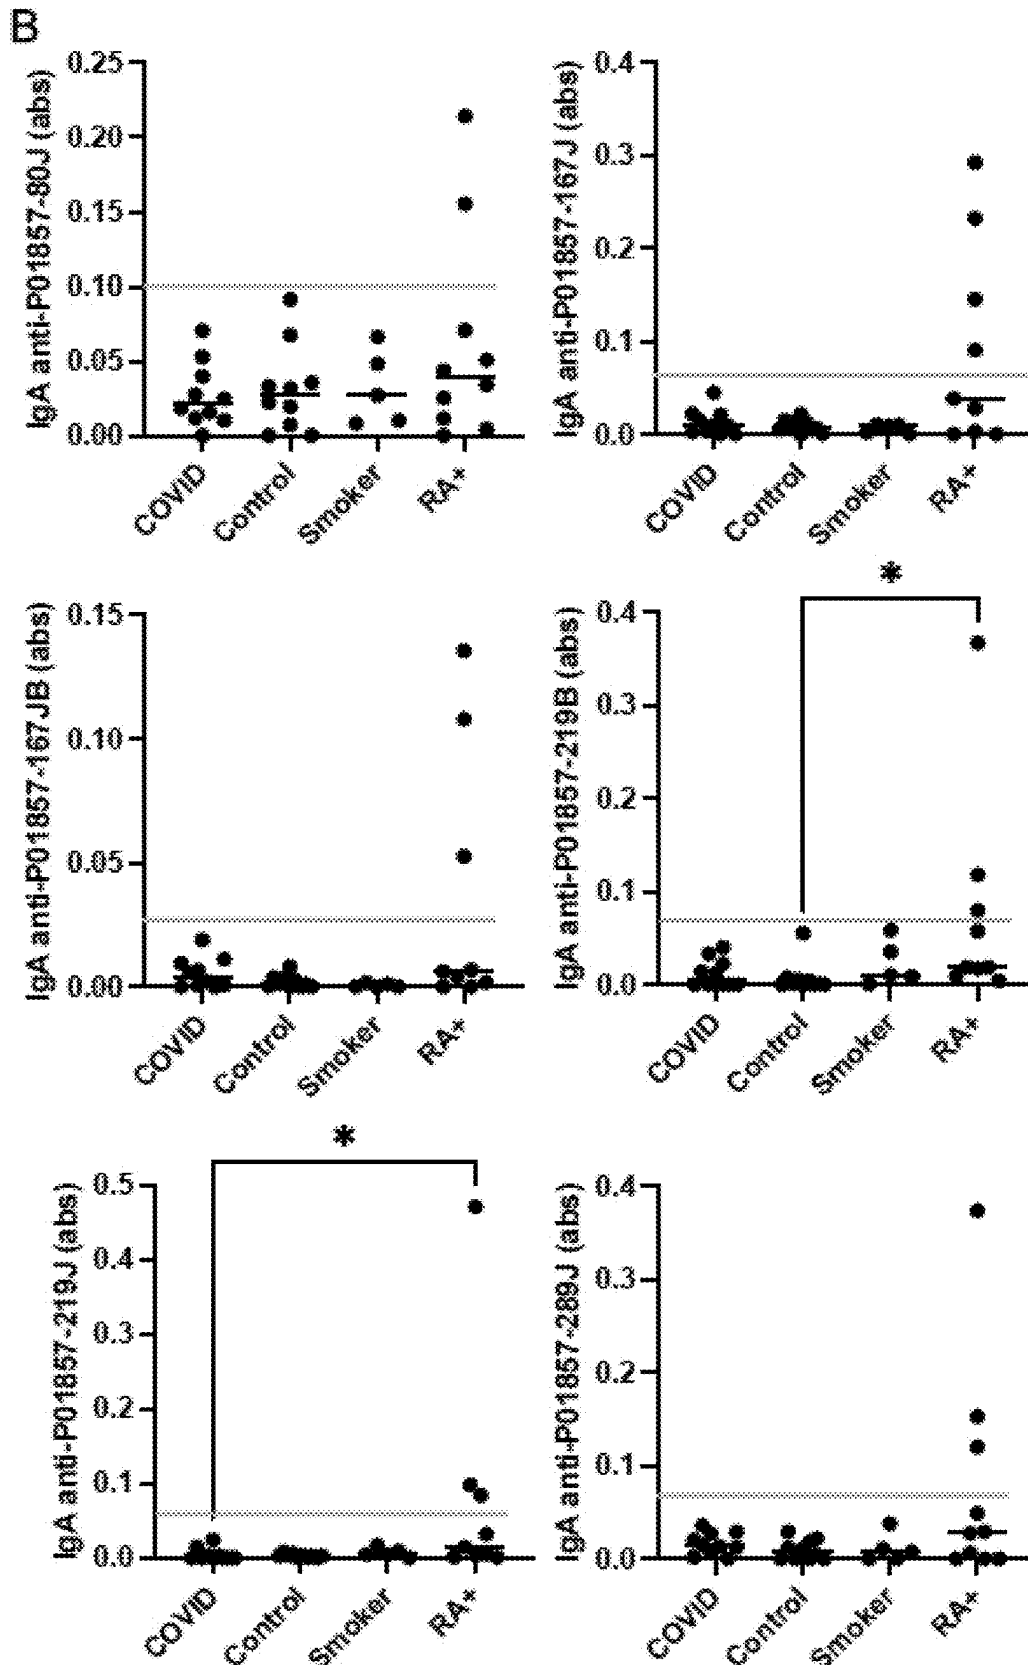 B
IgA anti-P01857-80J (abs)
0.25
0.20
0.15
0.10
0.05
0.00
COVID
Control
Smoker
RA+
IgA anti-P01857-167J (abs)
0.4
0.3
0.2
0.1
0.0
COVID
Control
Smoker
RA+
IgA anti-P01857-167JB (abs)
0.15
0.10
0.05
0.00
COVID
Control
Smoker
RA+
IgA anti-P01857-219B (abs)
0.4
0.3
0.2
0.1
0.0
*
COVID
Control
Smoker
RA+
IgA anti-P01857-219J (abs)
0.5
0.4
0.3
0.2
0.1
0.0
*
COVID
Control
Smoker
RA+
IgA anti-P01857-289J (abs)
0.4
0.3
0.2
0.1
0.0
COVID
Control
Smoker
RA+